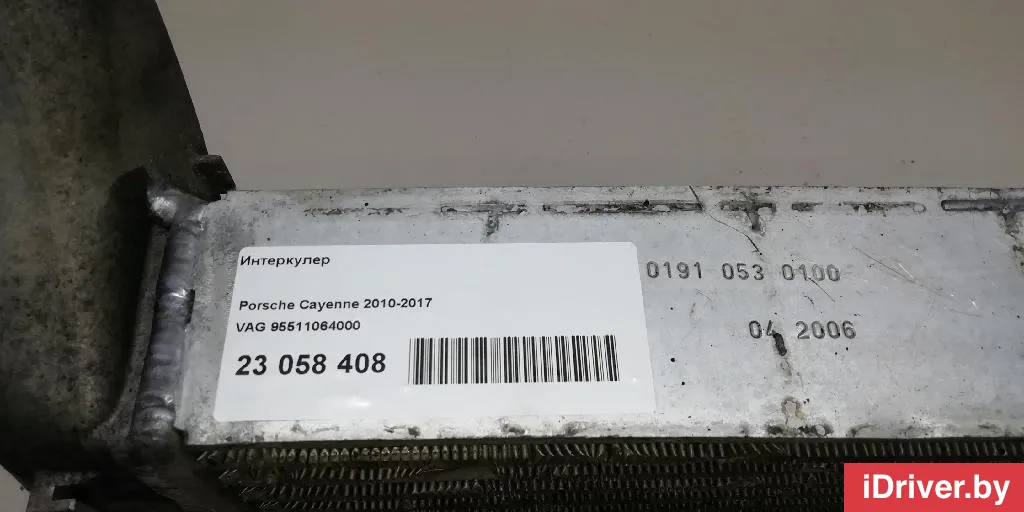 Интеркулер
Porsche Cayenne 2010-2017
VAG 95511064000
23 058 408
0191 053 0100
04 2006
iDriver.by